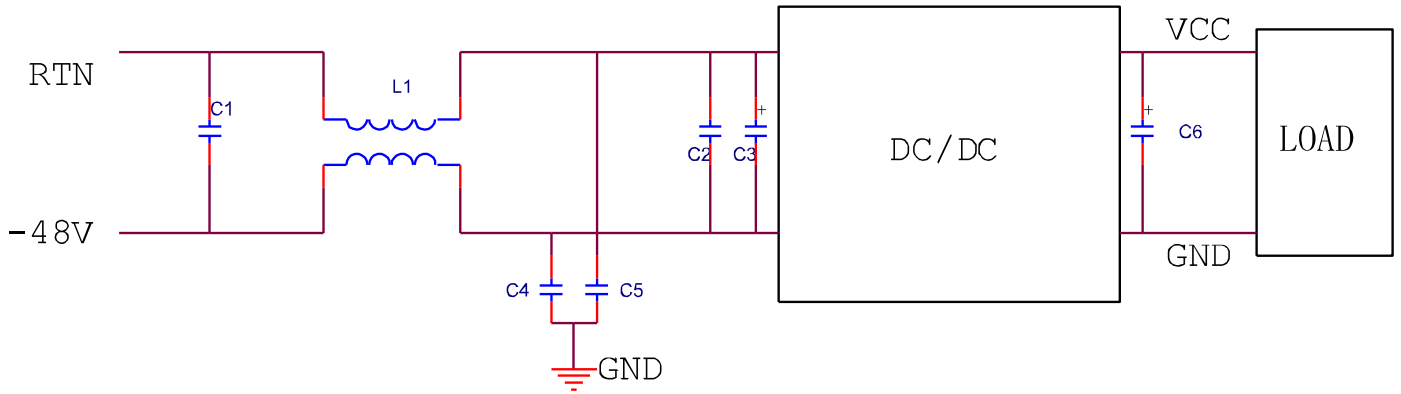 RTN
-48V
C1
L1
C2
+
C3
C4
C5
GND
DC/DC
VCC
+
C6
GND
LOAD